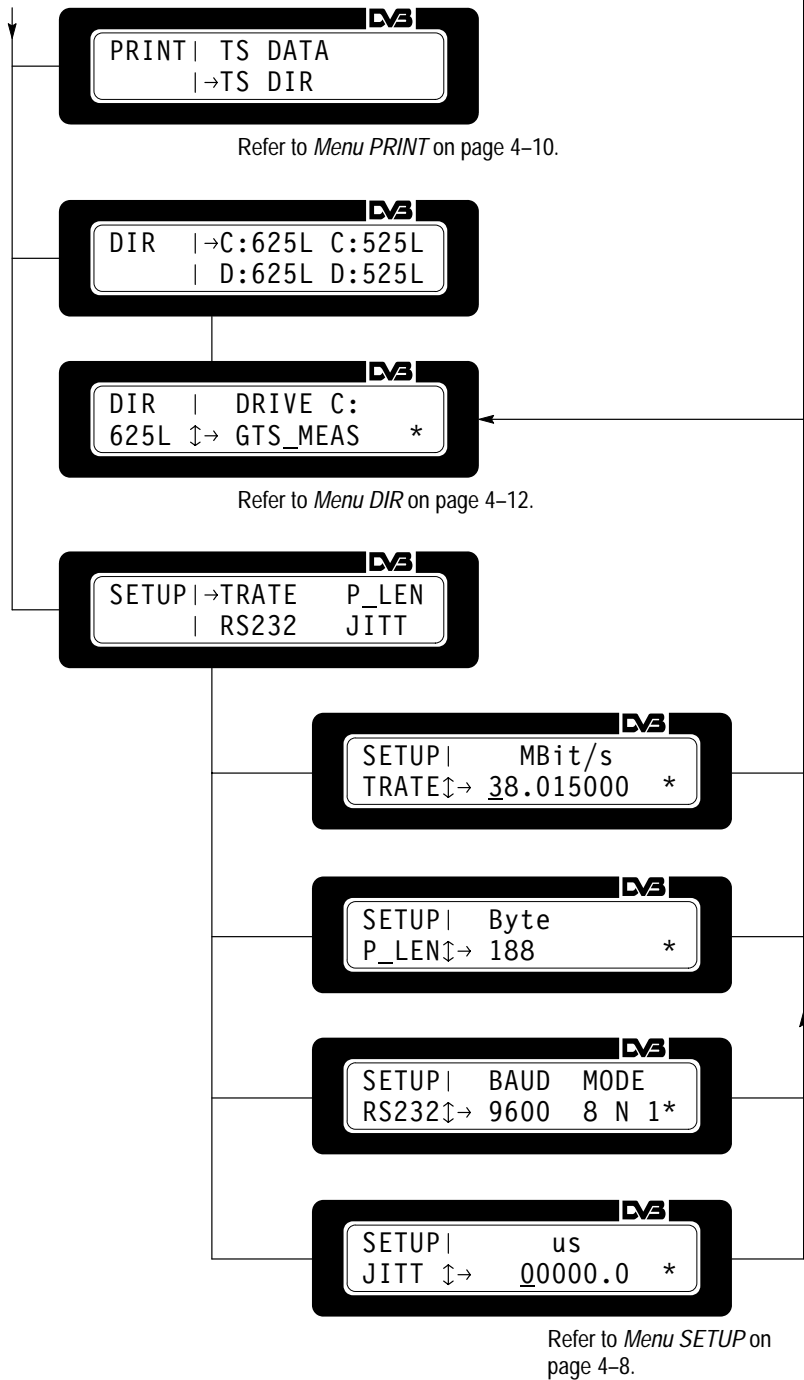 DVB
PRINT| TS DATA
|→TS DIR
Refer to Menu PRINT on page 4–10.
DVB
DIR |→C:625L C:525L
| D:625L D:525L
DVB
DIR | DRIVE C:
625L ↕→ GTS_MEAS *
Refer to Menu DIR on page 4–12.
DVB
SETUP|→TRATE P_LEN
| RS232 JITT
DVB
SETUP| MBit/s
TRATE↕→ 38.015000 *
DVB
SETUP| Byte
P_LEN↕→ 188 *
DVB
SETUP| BAUD MODE
RS232↕→ 9600 8 N 1*
DVB
SETUP| us
JITT ↕→ 00000.0 *
Refer to Menu SETUP on
page 4–8.